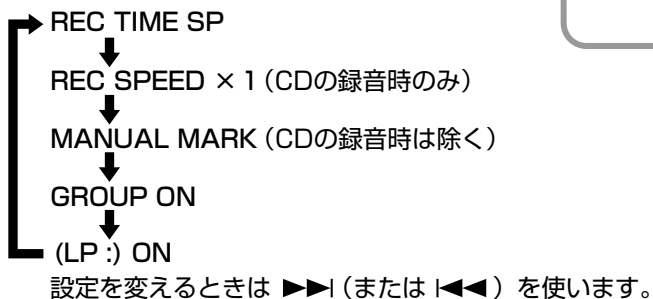 REC TIME SP
REC SPEED × 1（CDの録音時のみ）
MANUAL MARK（CDの録音時は除く）
GROUP ON
(LP :) ON
設定を変えるときは ▶▶I（または I◀◀）を使います。